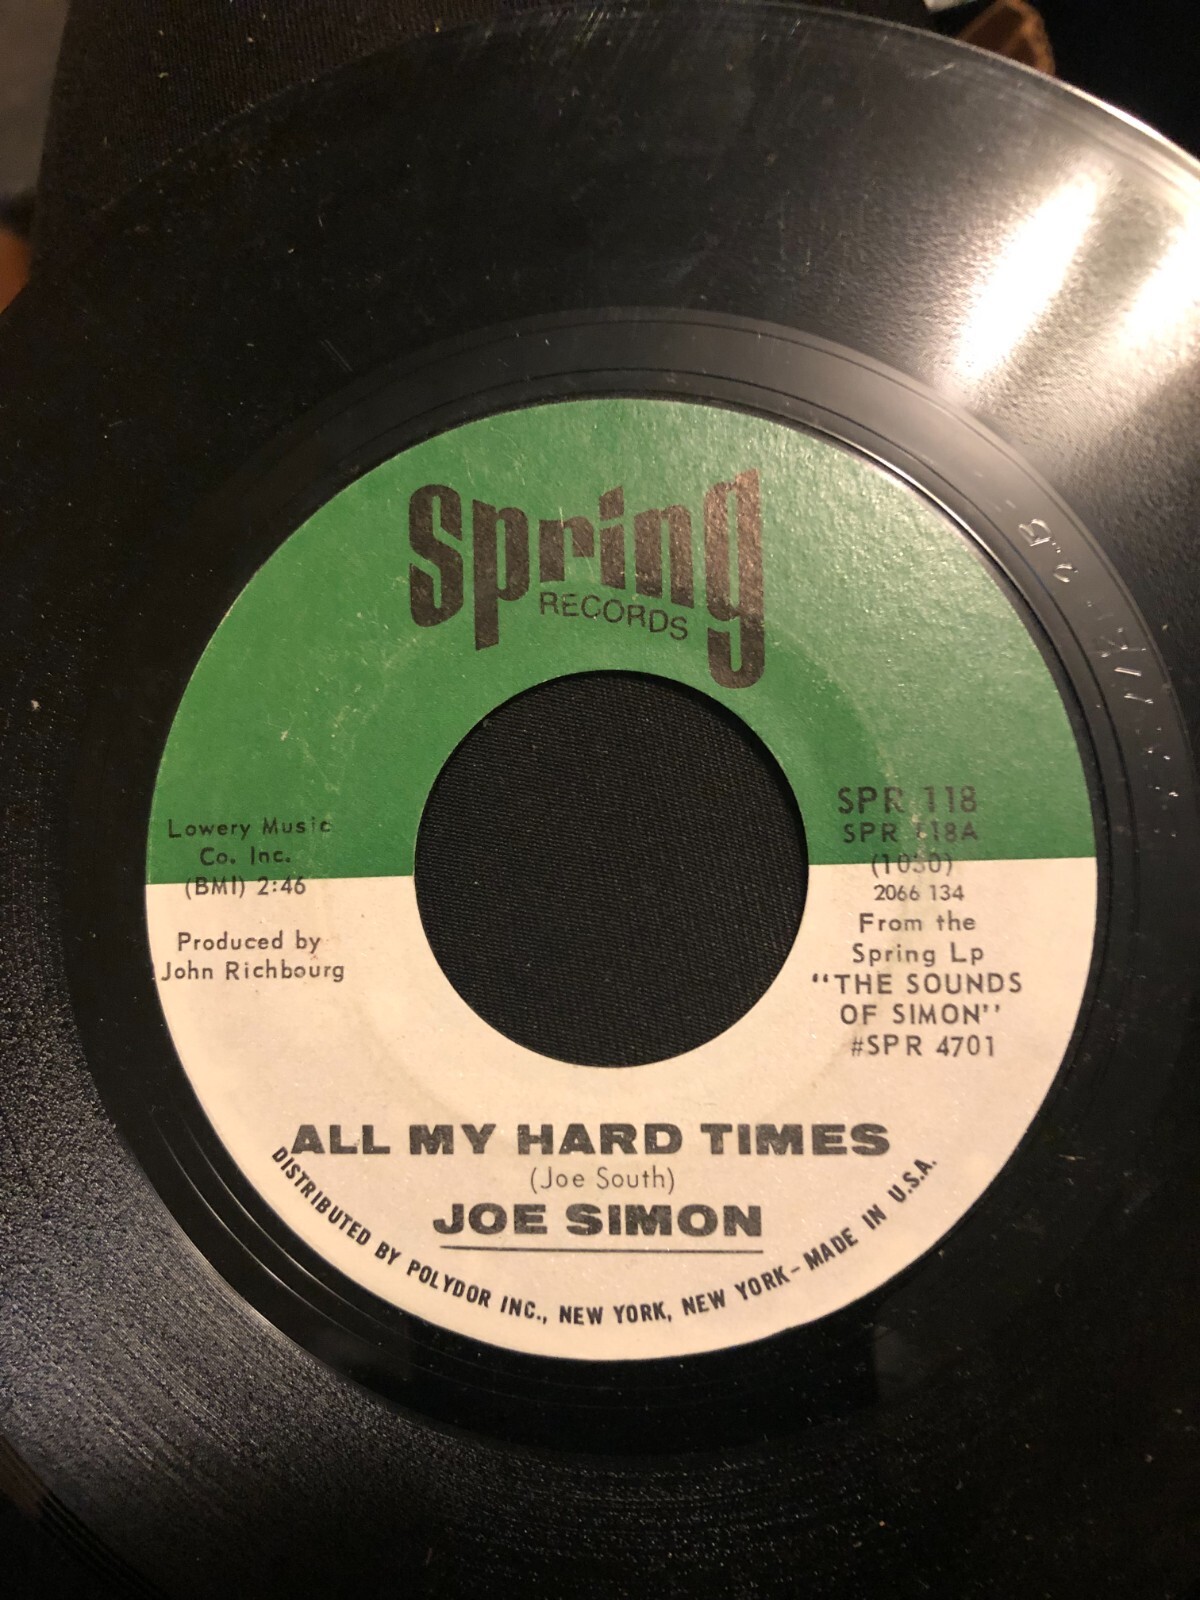 spring
RECORDS
Lowery Music
Co. Inc.
(BMI) 2:46
Produced by
John Richbourg
SPR 118
SPR 118A
2066 134
From the
Spring Lp
"THE SOUNDS
OF SIMON"
#SPR 4701
ALL MY HARD TIMES
(Joe South)
JOE SIMON
DISTRIBUTED BY POLYDOR INC., NEW YORK, NEW YORK - MADE IN U.S.A.